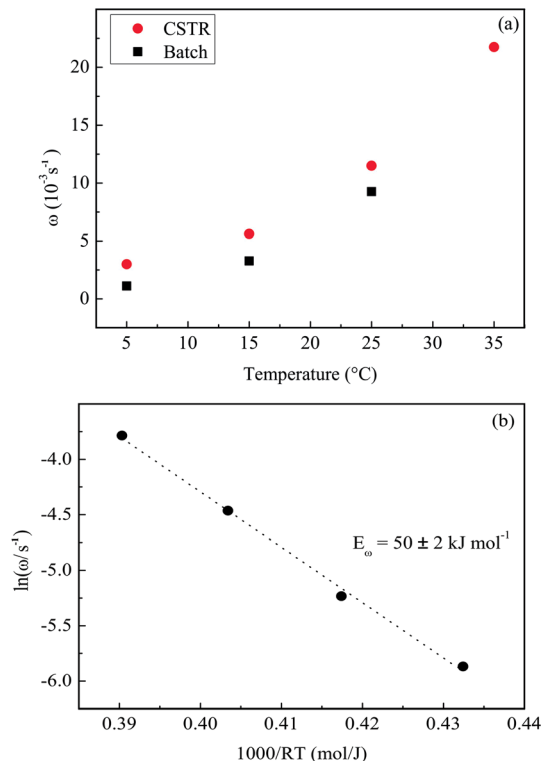 (a)
CSTR
Batch
20
15
10
5
0
ω (10⁻³s⁻¹)
5 10 15 20 25 30 35
Temperature (°C)
(b)
-4.0
-4.5
-5.0
-5.5
-6.0
ln(ω/s⁻¹)
E_ω = 50 ± 2 kJ mol⁻¹
0.39 0.40 0.41 0.42 0.43 0.44
1000/RT (mol/J)